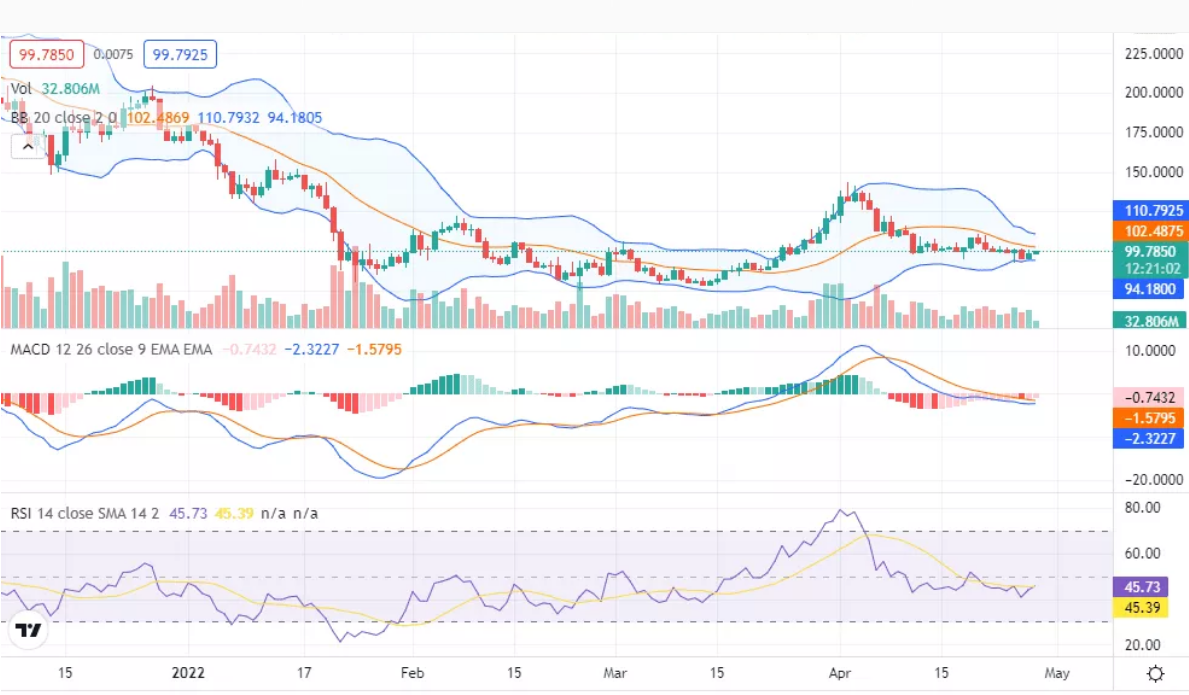 99.7850 0.0075 99.7925
Vol 32.806M
BB 20 close 2 0 102.4869 110.7932 94.1805
225.0000
200.0000
175.0000
150.0000
110.7925
102.4875
99.7850
12:21:02
94.1800
32.806M
MACD 12 26 close 9 EMA EMA −0.7432 −2.3227 −1.5795
10.0000
−0.7432
−1.5795
−2.3227
−20.0000
RSI 14 close SMA 14 2 45.73 45.39 n/a n/a
80.00
60.00
45.73
45.39
20.00
15 2022 17 Feb 15 Mar 15 Apr 15 May